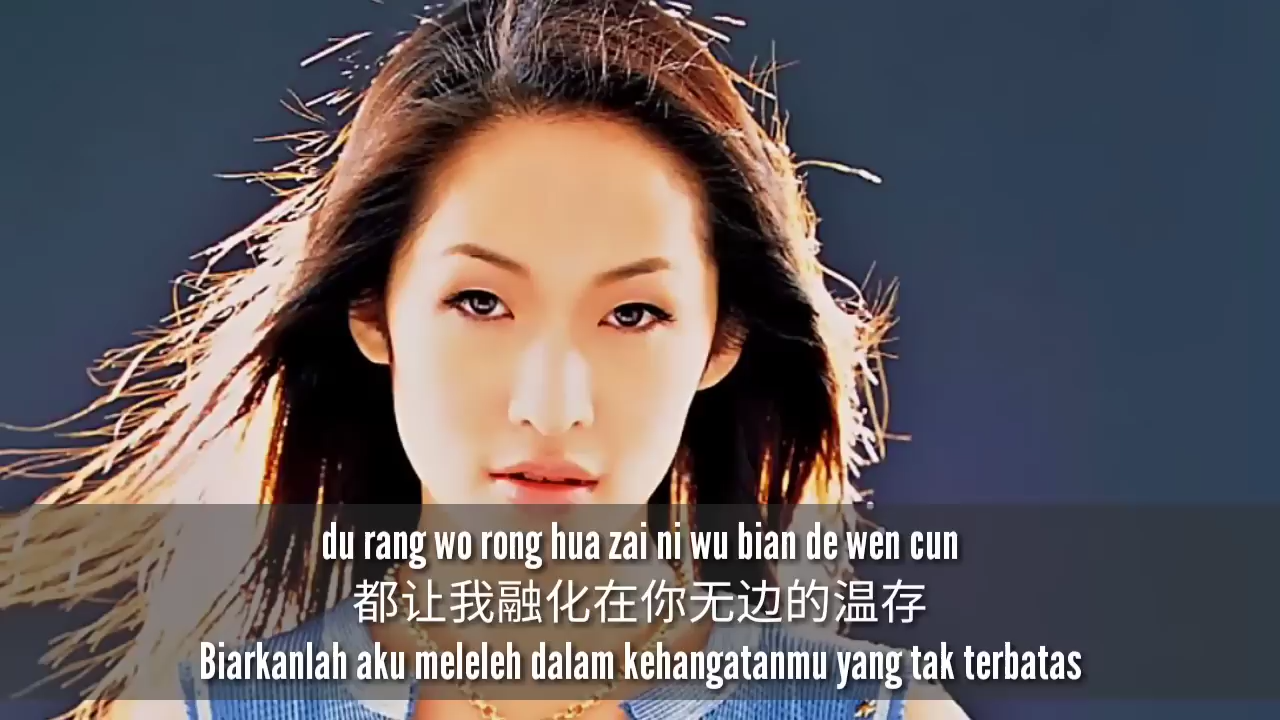 du rang wo rong hua zai ni wu bian de wen cun
都让我融化在你无边的温存
Biarkanlah aku meleleh dalam kehangatanmu yang tak terbatas